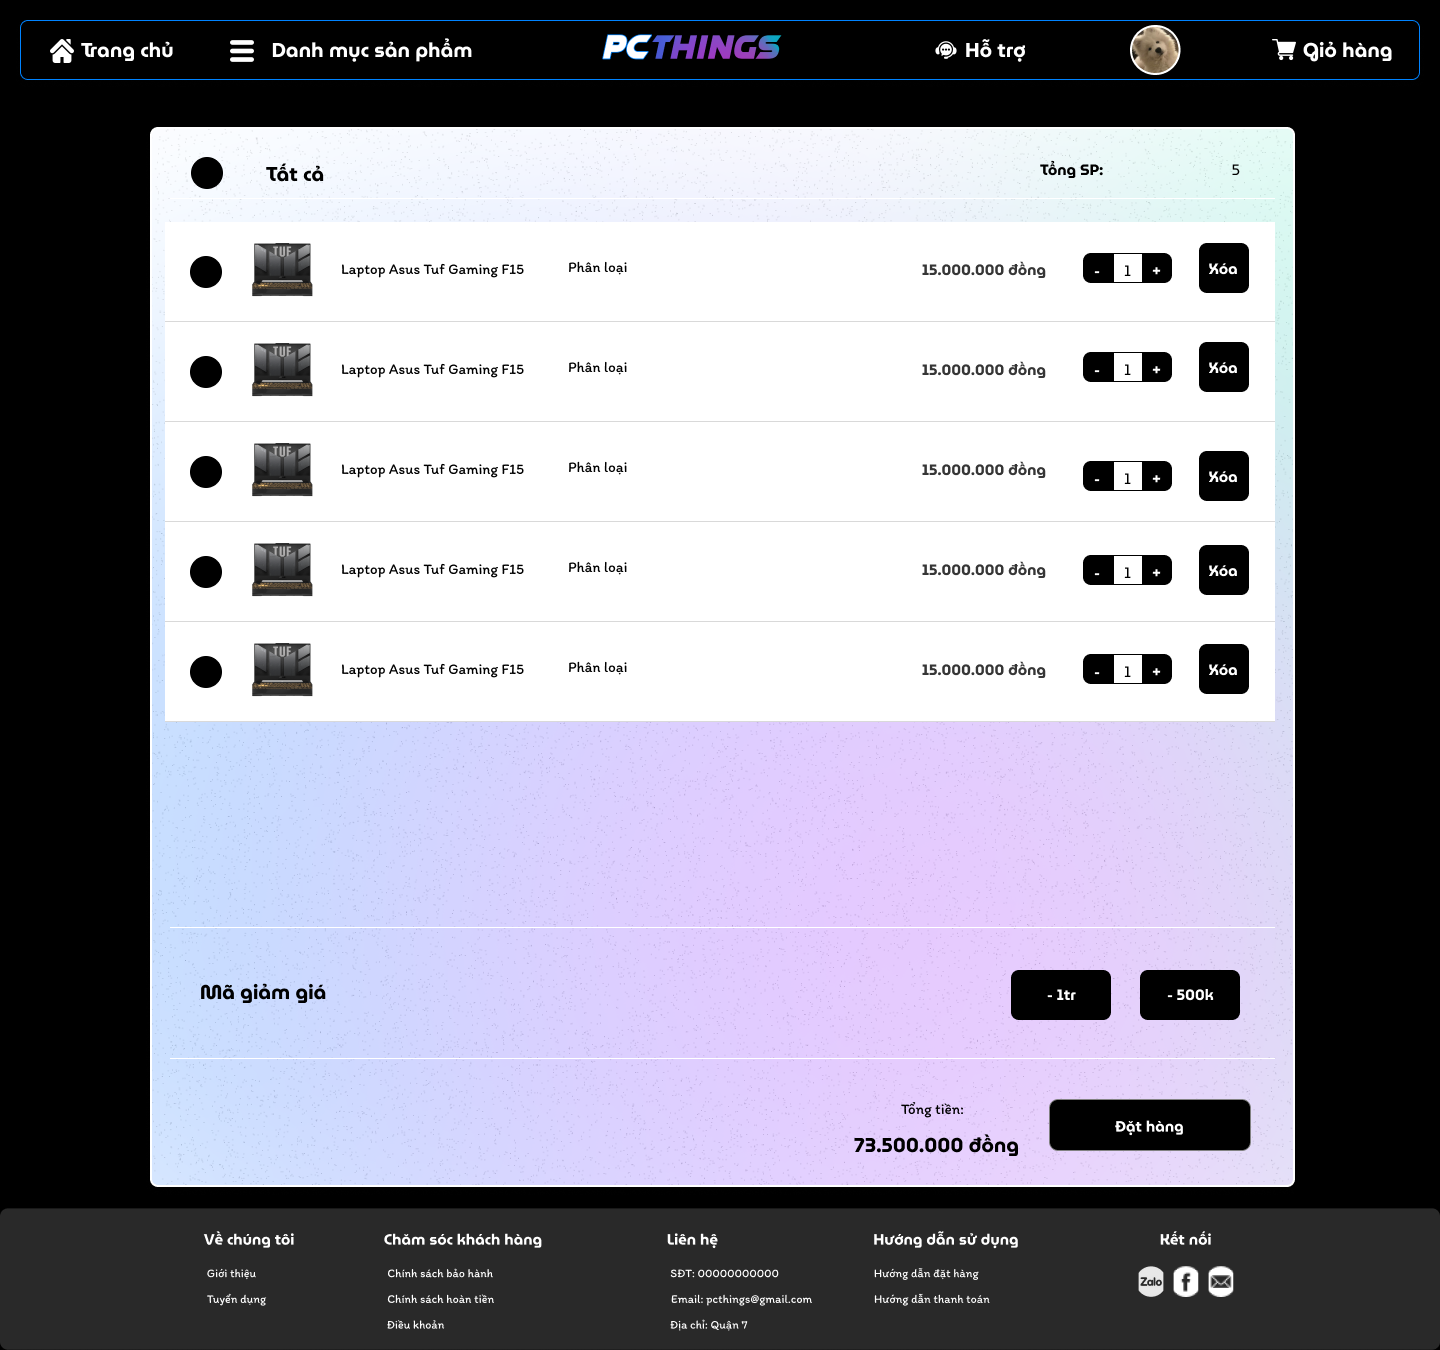 Trang chủ Danh mục sản phẩm PCTHINGS Hỗ trợ Giỏ hàng
Tất cả Tổng SP: 5
TUF Laptop Asus Tuf Gaming F15 Phân loại 15.000.000 đồng - 1 + Xóa
TUF Laptop Asus Tuf Gaming F15 Phân loại 15.000.000 đồng - 1 + Xóa
TUF Laptop Asus Tuf Gaming F15 Phân loại 15.000.000 đồng - 1 + Xóa
TUF Laptop Asus Tuf Gaming F15 Phân loại 15.000.000 đồng - 1 + Xóa
TUF Laptop Asus Tuf Gaming F15 Phân loại 15.000.000 đồng - 1 + Xóa
Mã giảm giá - 1tr - 500k
Tổng tiền:
73.500.000 đồng Đặt hàng
Về chúng tôi Chăm sóc khách hàng Liên hệ Hướng dẫn sử dụng Kết nối
Giới thiệu Chính sách bảo hành SĐT: 00000000000 Hướng dẫn đặt hàng Zalo f
Tuyển dụng Chính sách hoàn tiền Email: pcthings@gmail.com Hướng dẫn thanh toán
Điều khoản Địa chỉ: Quận 7